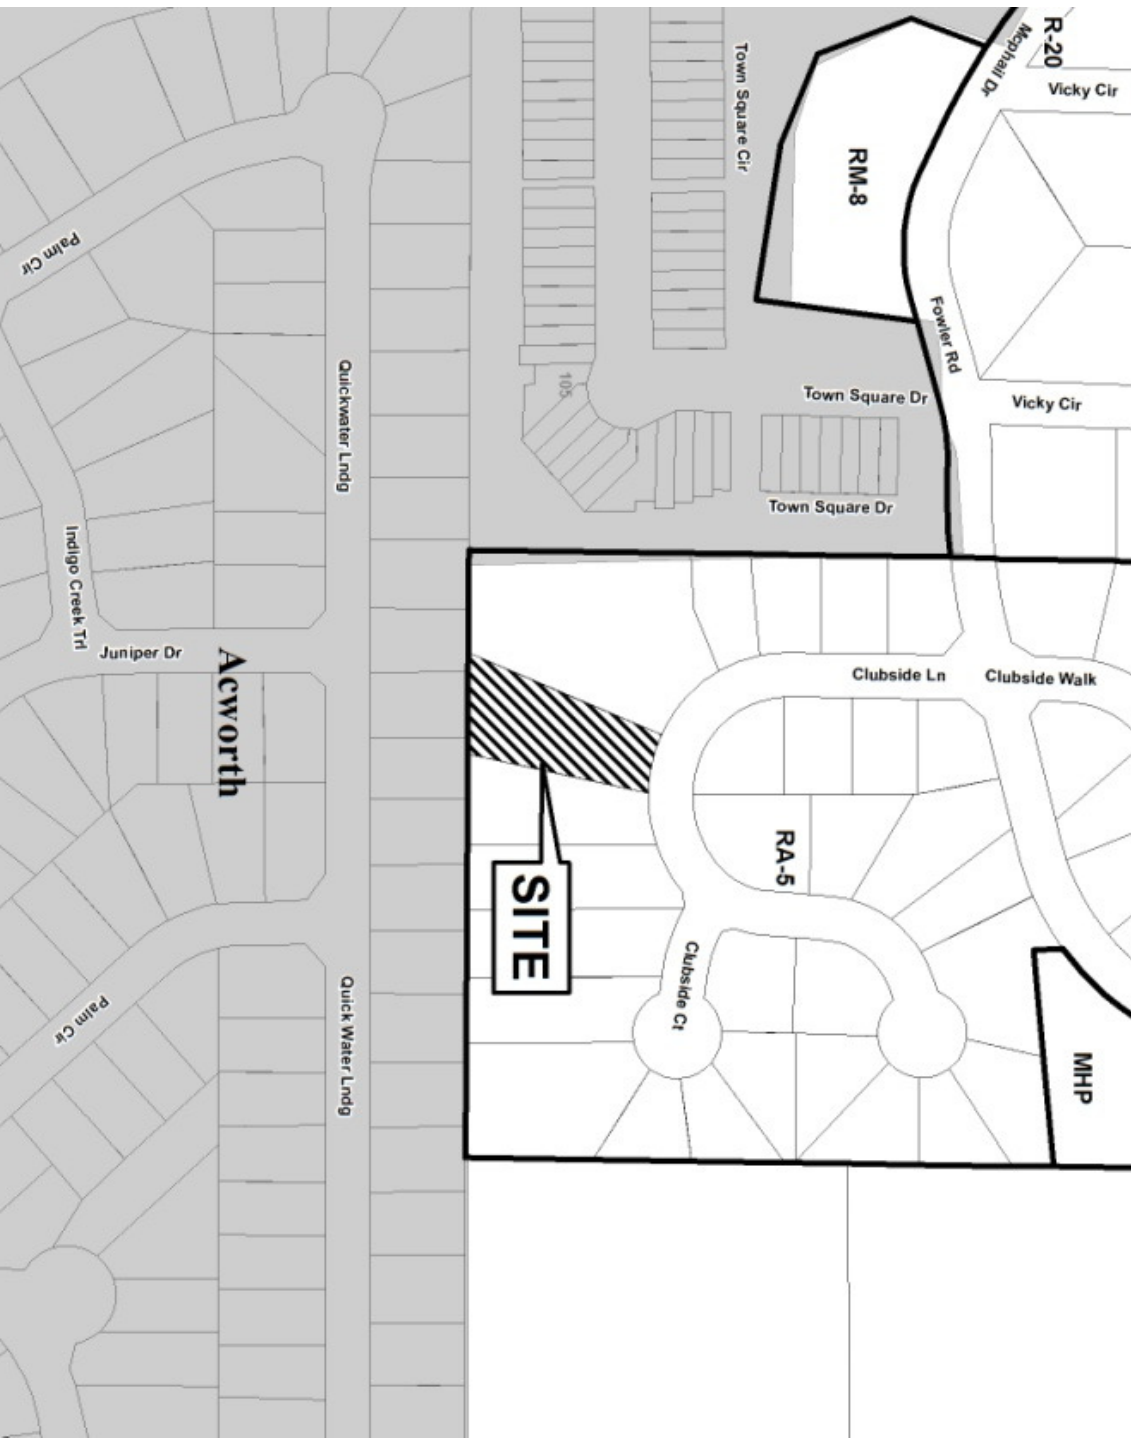 R-20
Mcphail Dr
Vicky Cir
Town Square Cir
RM-8
Palm Cir
Fowler Rd
Quickwater Lndg
105
Town Square Dr
Vicky Cir
Town Square Dr
Indigo Creek Trl
Juniper Dr
Acworth
Clubside Ln
Clubside Walk
RA-5
SITE
Clubside Ct
Palm Cir
Quick Water Lndg
MHP